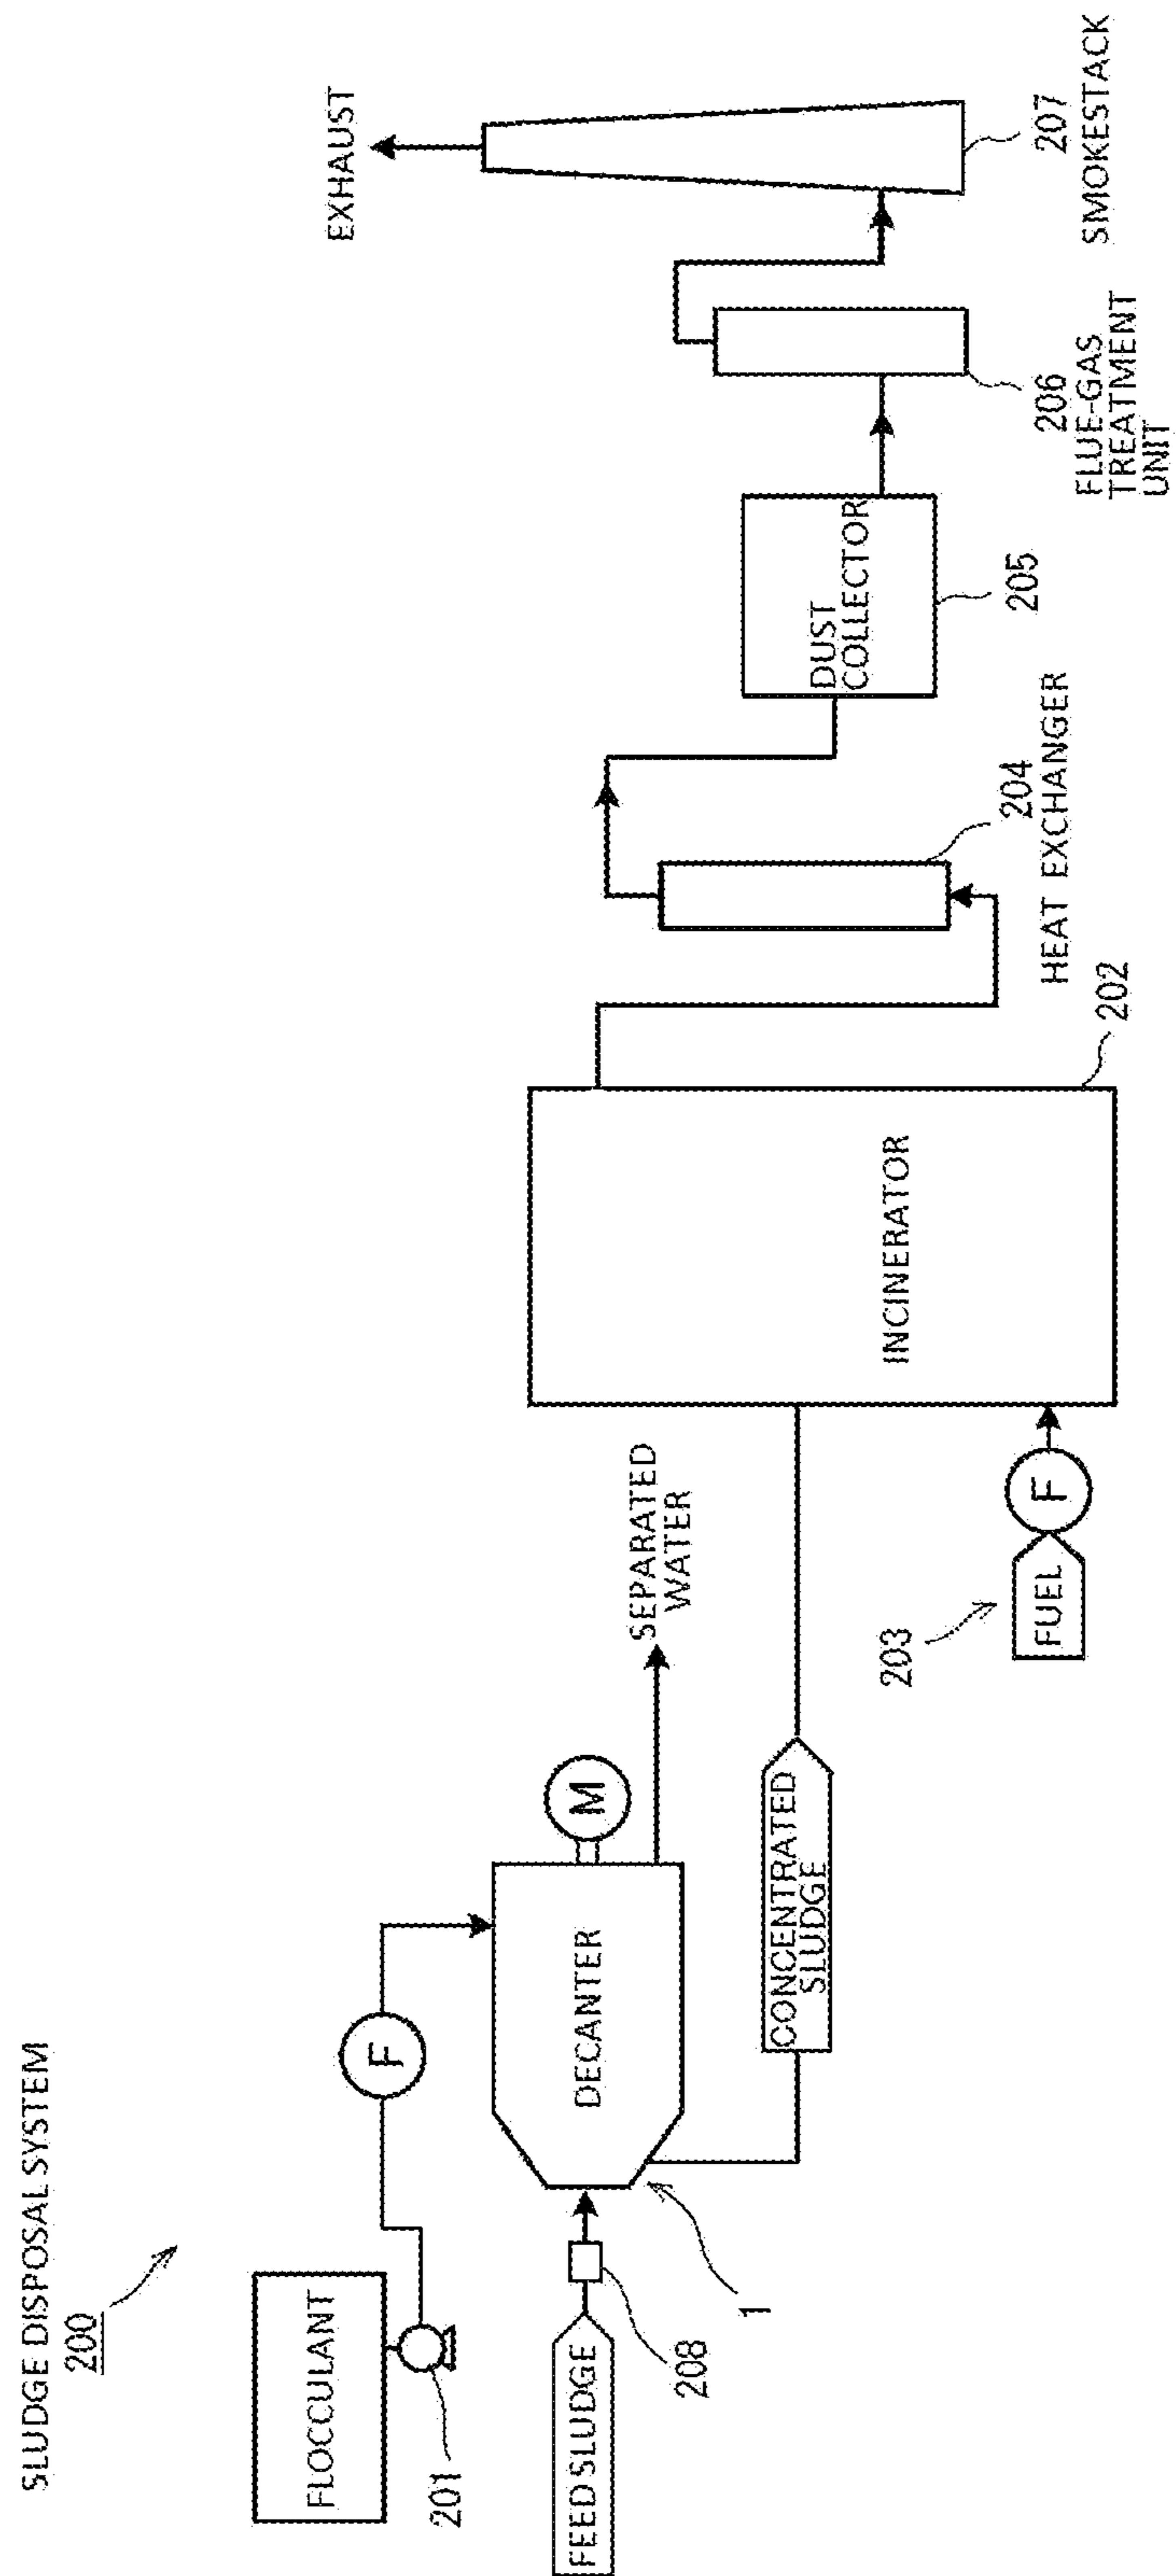 SLUDGE DISPOSAL SYSTEM
200
FLOCCULANT
201
F
FEED SLUDGE
208
1
DECANTER
M
SEPARATED
WATER
CONCENTRATED
SLUDGE
203
FUEL
F
INCINERATOR
202
204
HEAT EXCHANGER
DUST
COLLECTOR
205
206
FLUE-GAS
TREATMENT
UNIT
EXHAUST
207
SMOKESTACK